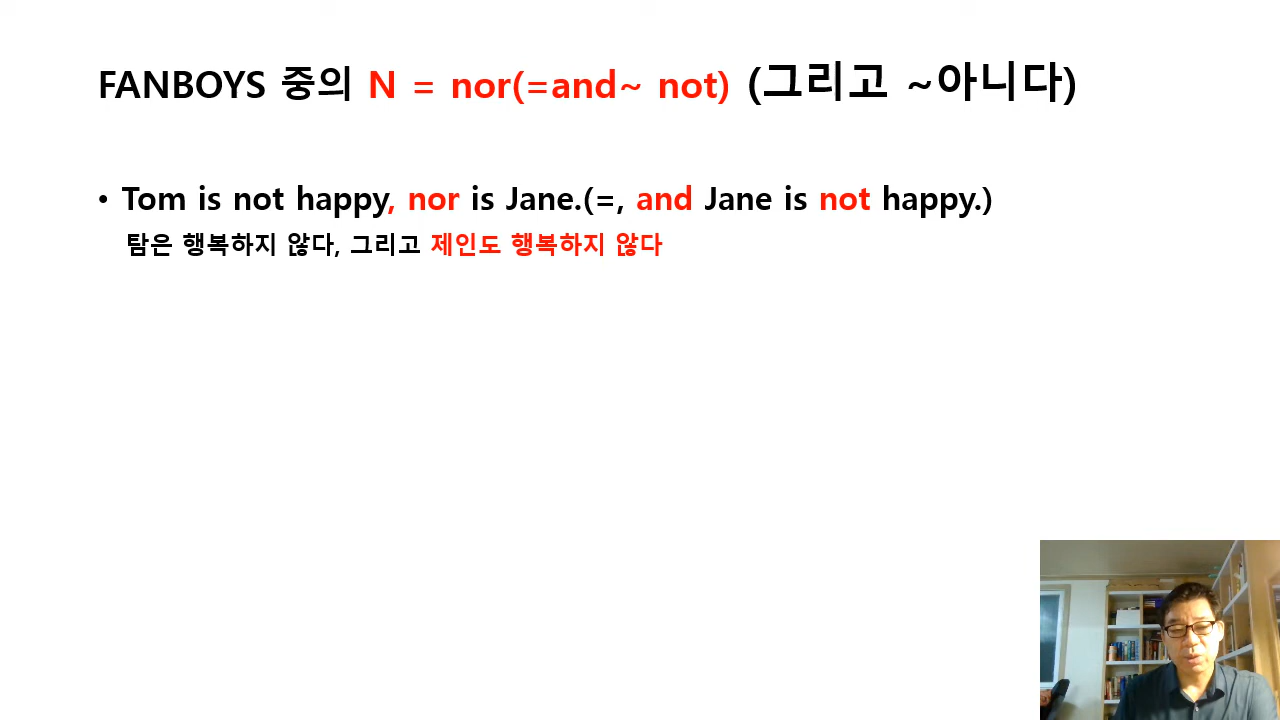 FANBOYS 중의 N = nor(=and~ not) (그리고 ~아니다)
• Tom is not happy, nor is Jane.(=, and Jane is not happy.)
탐은 행복하지 않다, 그리고 제인도 행복하지 않다